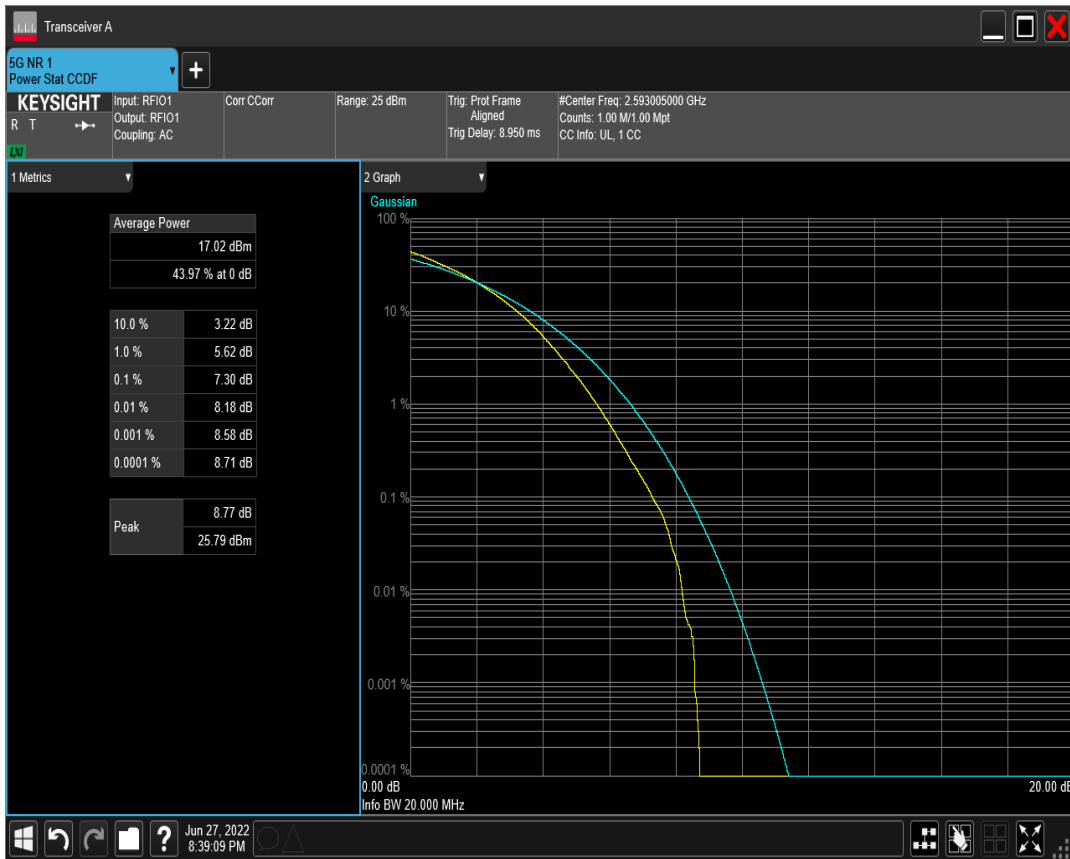 Transceiver A
5G NR 1
Power Stat CCDF
+
KEYSIGHT
R T
LXI
Input: RFIO1
Output: RFIO1
Coupling: AC
Corr CCorr
Range: 25 dBm
Trig: Prot Frame
Aligned
Trig Delay: 8.950 ms
#Center Freq: 2.593005000 GHz
Counts: 1.00 M/1.00 Mpt
CC Info: UL, 1 CC
1 Metrics
Average Power
17.02 dBm
43.97 % at 0 dB
10.0 % 3.22 dB
1.0 % 5.62 dB
0.1 % 7.30 dB
0.01 % 8.18 dB
0.001 % 8.58 dB
0.0001 % 8.71 dB
Peak 8.77 dB
25.79 dBm
2 Graph
Gaussian
100 %
10 %
1 %
0.1 %
0.01 %
0.001 %
0.0001 %
0.00 dB 20.00 dB
Info BW 20.000 MHz
? Jun 27, 2022
8:39:09 PM